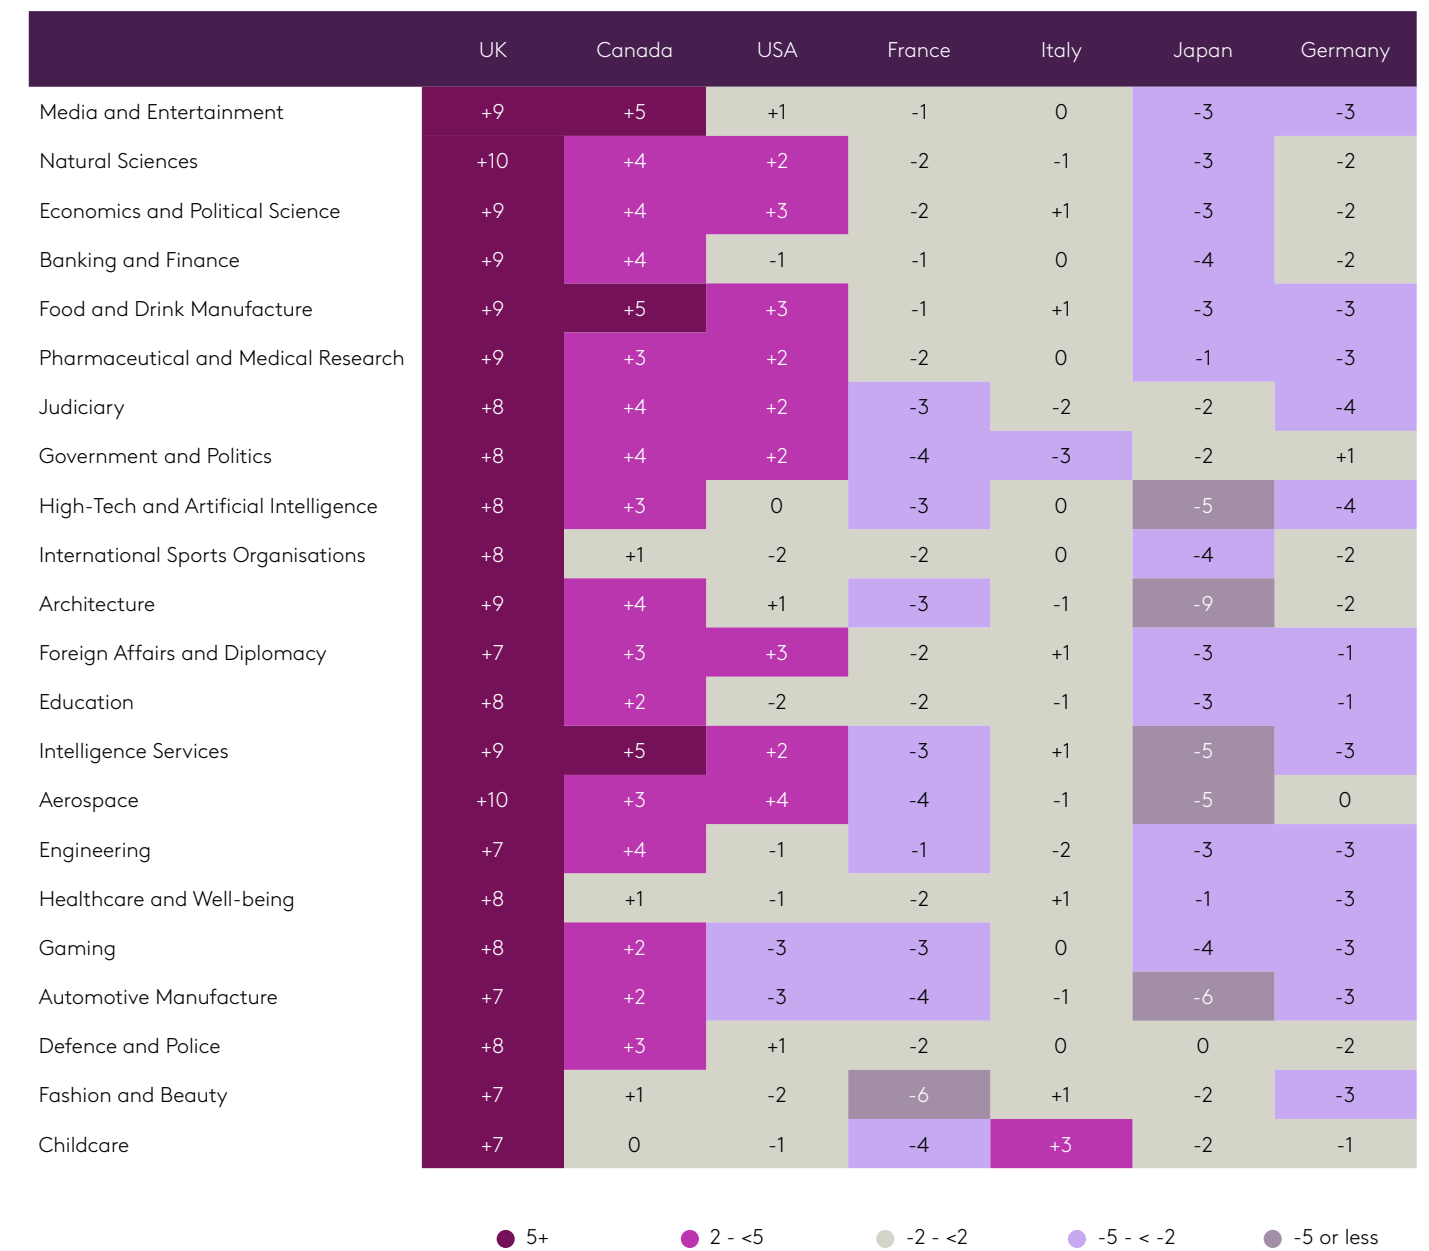 UK Canada USA France Italy Japan Germany
Media and Entertainment +9 +5 +1 -1 0 -3 -3
Natural Sciences +10 +4 +2 -2 -1 -3 -2
Economics and Political Science +9 +4 +3 -2 +1 -3 -2
Banking and Finance +9 +4 -1 -1 0 -4 -2
Food and Drink Manufacture +9 +5 +3 -1 +1 -3 -3
Pharmaceutical and Medical Research +9 +3 +2 -2 0 -1 -3
Judiciary +8 +4 +2 -3 -2 -2 -4
Government and Politics +8 +4 +2 -4 -3 -2 +1
High-Tech and Artificial Intelligence +8 +3 0 -3 0 -5 -4
International Sports Organisations +8 +1 -2 -2 0 -4 -2
Architecture +9 +4 +1 -3 -1 -9 -2
Foreign Affairs and Diplomacy +7 +3 +3 -2 +1 -3 -1
Education +8 +2 -2 -2 -1 -3 -1
Intelligence Services +9 +5 +2 -3 +1 -5 -3
Aerospace +10 +3 +4 -4 -1 -5 0
Engineering +7 +4 -1 -1 -2 -3 -3
Healthcare and Well-being +8 +1 -1 -2 +1 -1 -3
Gaming +8 +2 -3 -3 0 -4 -3
Automotive Manufacture +7 +2 -3 -4 -1 -6 -3
Defence and Police +8 +3 +1 -2 0 0 -2
Fashion and Beauty +7 +1 -2 -6 +1 -2 -3
Childcare +7 0 -1 -4 +3 -2 -1
5+ 2 - <5 -2 - <2 -5 - < -2 -5 or less